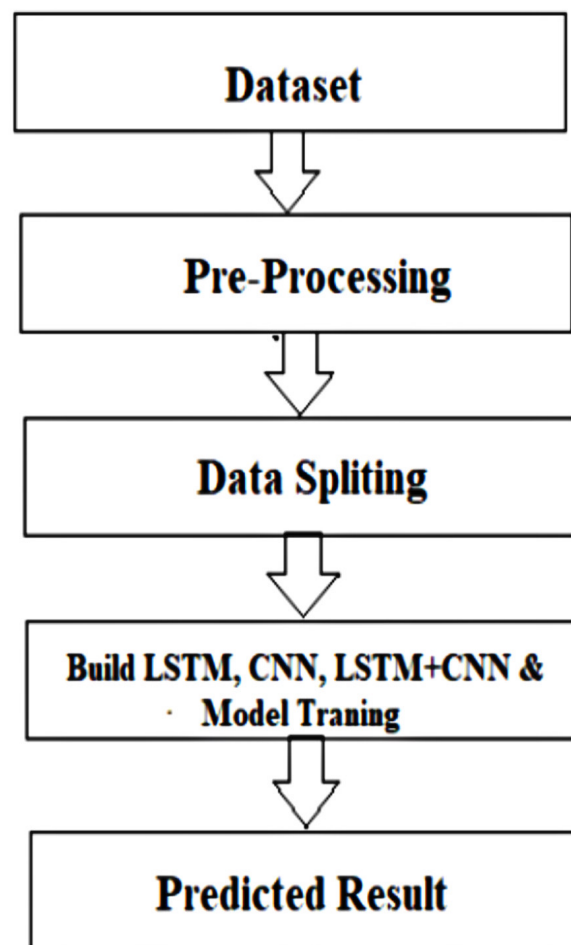 Dataset
Pre-Processing
Data Spliting
Build LSTM, CNN, LSTM+CNN &
Model Traning
Predicted Result